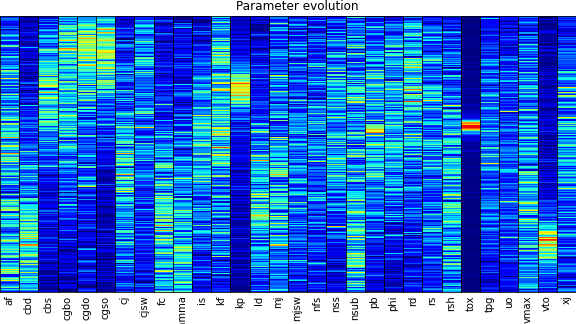 Parameter evolution
af cbd cbs cgbo cgdo cgso cj cjsw fc mma is kf kp ld mj mjsw nfs nss nsub pb phi rd rs rsh tox tpg uo vmax vto xj